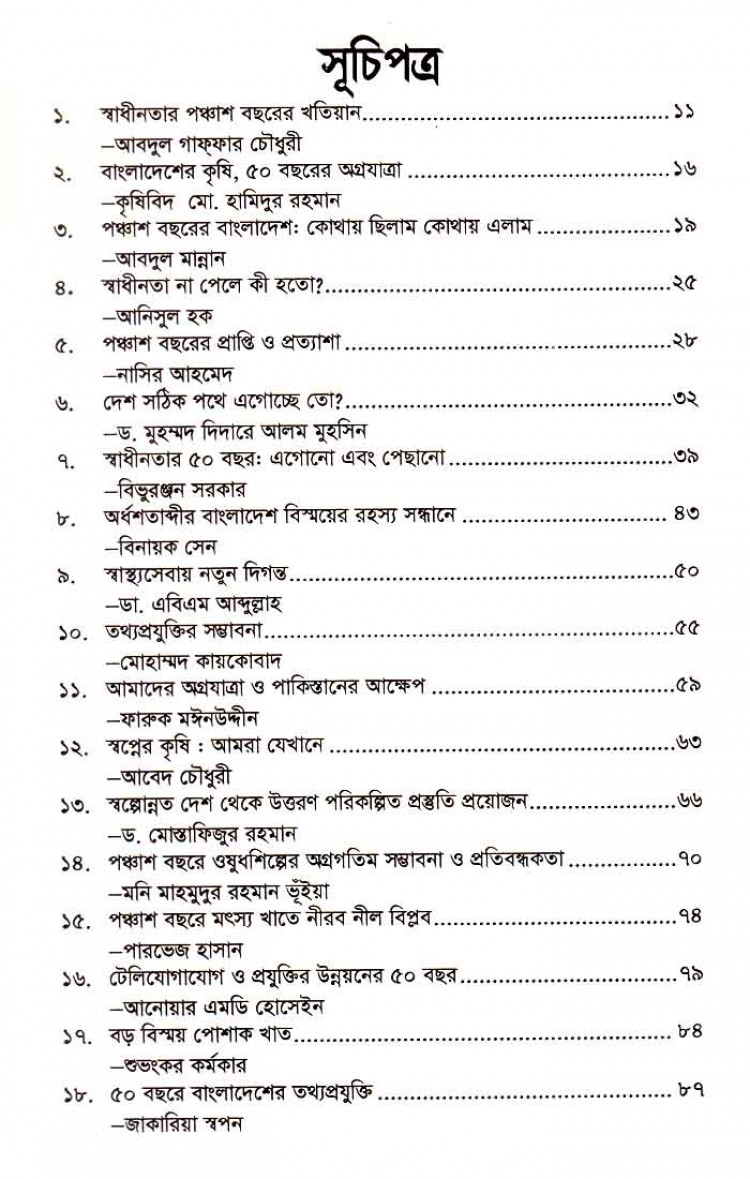 সূচিপত্র
১. স্বাধীনতার পঞ্চাশ বছরের খতিয়ান.................................................. ১১
–আবদুল গাফ্ফার চৌধুরী
২. বাংলাদেশের কৃষি, ৫০ বছরের অগ্রযাত্রা ..........................................১৬
–কৃষিবিদ মো. হামিদুর রহমান
৩. পঞ্চাশ বছরের বাংলাদেশ: কোথায় ছিলাম কোথায় এলাম ......................১৯
–আবদুল মান্নান
৪. স্বাধীনতা না পেলে কী হতো?......................................................২৫
–আনিসুল হক
৫. পঞ্চাশ বছরের প্রাপ্তি ও প্রত্যাশা ....................................................২৮
–নাসির আহমেদ
৬. দেশ সঠিক পথে এগোচ্ছে তো?....................................................৩২
–ড. মুহম্মদ দিদারে আলম মুহসিন
৭. স্বাধীনতার ৫০ বছর: এগোনো এবং পেছানো ....................................৩৯
–বিভুরঞ্জন সরকার
৮. অর্ধশতাব্দীর বাংলাদেশ বিস্ময়ের রহস্য সন্ধানে ................................. ৪৩
–বিনায়ক সেন
৯. স্বাস্থ্যসেবায় নতুন দিগন্ত............................................................৫০
–ডা. এবিএম আব্দুল্লাহ
১০. তথ্যপ্রযুক্তির সম্ভাবনা................................................................৫৫
–মোহাম্মদ কায়কোবাদ
১১. আমাদের অগ্রযাত্রা ও পাকিস্তানের আক্ষেপ ......................................৫৯
–ফারুক মঈনউদ্দীন
১২. স্বপ্নের কৃষি : আমরা যেখানে ......................................................৬৩
–আবেদ চৌধুরী
১৩. স্বল্পোন্নত দেশ থেকে উত্তরণ পরিকল্পিত প্রস্তুতি প্রয়োজন.......................৬৬
–ড. মোস্তাফিজুর রহমান
১৪. পঞ্চাশ বছরে ওষুধশিল্পের অগ্রগতিম সম্ভাবনা ও প্রতিবন্ধকতা .................৭০
–মনি মাহমুদুর রহমান ভূঁইয়া
১৫. পঞ্চাশ বছরে মৎস্য খাতে নীরব নীল বিপ্লব......................................৭৪
–পারভেজ হাসান
১৬. টেলিযোগাযোগ ও প্রযুক্তির উন্নয়নের ৫০ বছর..................................৭৯
–আনোয়ার এমডি হোসেইন
১৭. বড় বিস্ময় পোশাক খাত............................................................ ৮৪
–শুভংকর কর্মকার
১৮. ৫০ বছরে বাংলাদেশের তথ্যপ্রযুক্তি .............................................. ৮৭
–জাকারিয়া স্বপন